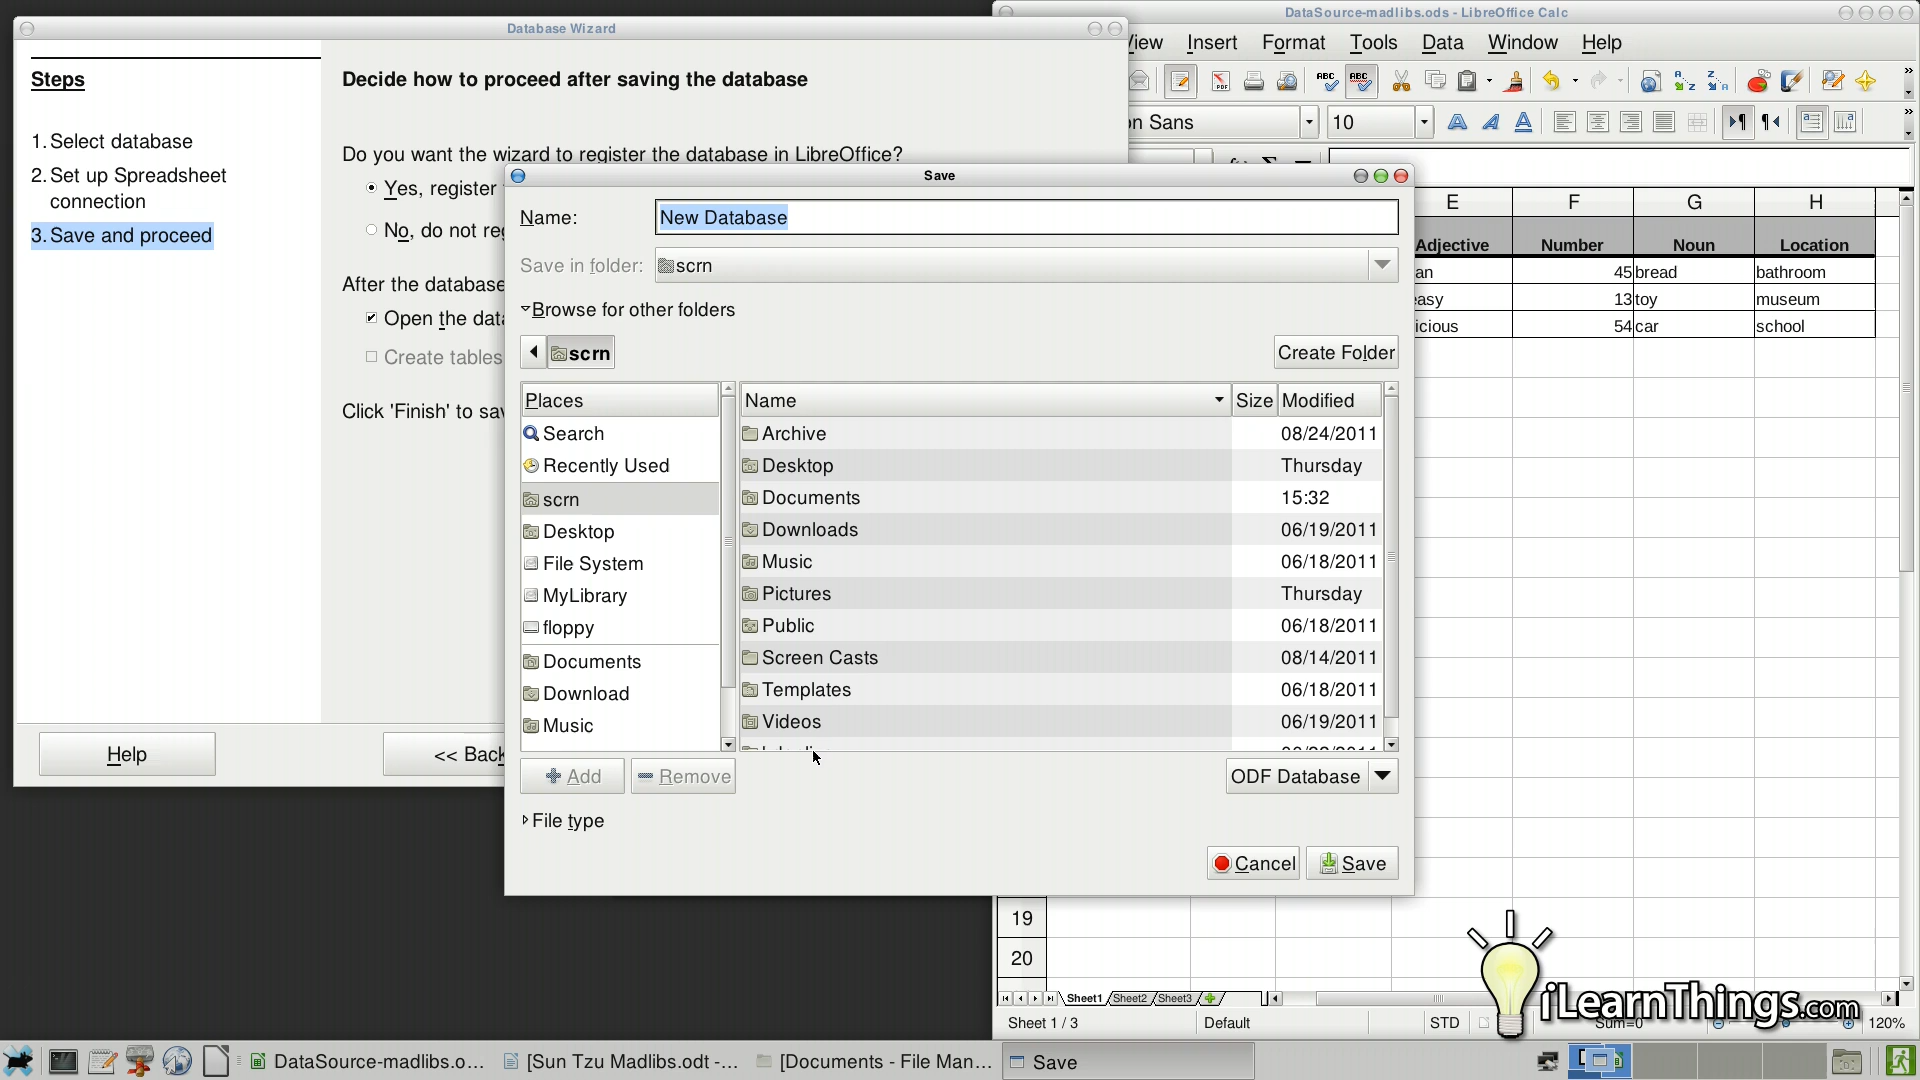 Database Wizard
DataSource-madlibs.ods - LibreOffice Calc
Steps
1. Select database
2. Set up Spreadsheet
connection
3. Save and proceed
Decide how to proceed after saving the database
Do you want the wizard to register the database in LibreOffice?
Yes, register
No, do not reg
After the database
Open the data
Create tables
Click 'Finish' to sav
Help
<< Back
View Insert Format Tools Data Window Help
PDF ABC ABC
on Sans 10
E F G H
Adjective Number Noun Location
an 45 bread bathroom
easy 13 toy museum
icious 54 car school
19
20
Sheet1 Sheet2 Sheet3
Sheet 1 / 3 Default STD Sum=0 120%
Save
Name: New Database
Save in folder: scrn
Browse for other folders
scrn Create Folder
Places
Search
Recently Used
scrn
Desktop
File System
MyLibrary
floppy
Documents
Download
Music
Name Size Modified
Archive 08/24/2011
Desktop Thursday
Documents 15:32
Downloads 06/19/2011
Music 06/18/2011
Pictures Thursday
Public 06/18/2011
Screen Casts 08/14/2011
Templates 06/18/2011
Videos 06/19/2011
Add Remove ODF Database
File type
Cancel Save
iLearnThings.com
DataSource-madlibs.o... [Sun Tzu Madlibs.odt -... [Documents - File Man... Save